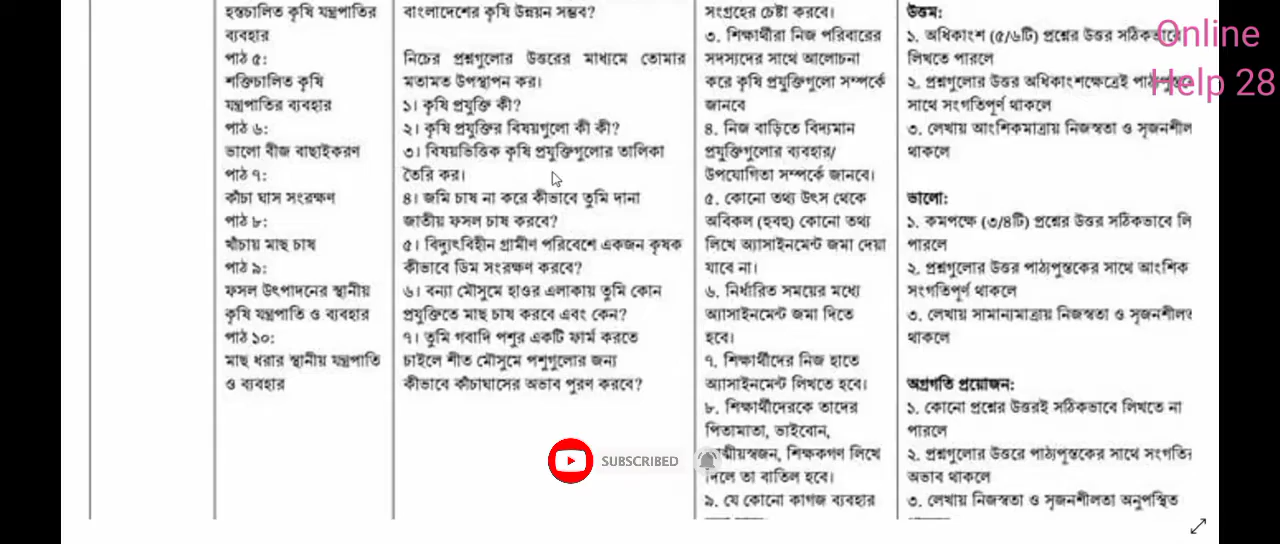 হস্তচালিত কৃষি যন্ত্রপাতির
ব্যবহার
পাঠ ৫:
শক্তিচালিত কৃষি
যন্ত্রপাতির ব্যবহার
পাঠ ৬:
ভালো বীজ বাছাইকরণ
পাঠ ৭:
কাঁচা ঘাস সংরক্ষণ
পাঠ ৮:
খাঁচায় মাছ চাষ
পাঠ ৯:
ফসল উৎপাদনের স্থানীয়
কৃষি যন্ত্রপাতি ও ব্যবহার
পাঠ ১০:
মাছ ধরার স্থানীয় যন্ত্রপাতি
ও ব্যবহার
বাংলাদেশের কৃষি উন্নয়ন সম্ভব?
নিচের প্রশ্নগুলোর উত্তরের মাধ্যমে তোমার
মতামত উপস্থাপন কর।
১। কৃষি প্রযুক্তি কী?
২। কৃষি প্রযুক্তির বিষয়গুলো কী কী?
৩। বিষয়ভিত্তিক কৃষি প্রযুক্তিগুলোর তালিকা
তৈরি কর।
৪। জমি চাষ না করে কীভাবে তুমি দানা
জাতীয় ফসল চাষ করবে?
৫। বিদ্যুৎবিহীন গ্রামীণ পরিবেশে একজন কৃষক
কীভাবে ডিম সংরক্ষণ করবে?
৬। বন্যা মৌসুমে হাওর এলাকায় তুমি কোন
প্রযুক্তিতে মাছ চাষ করবে এবং কেন?
৭। তুমি গবাদি পশুর একটি ফার্ম করতে
চাইলে শীত মৌসুমে পশুগুলোর জন্য
কীভাবে কাঁচাঘাসের অভাব পুরণ করবে?
সংগ্রহের চেষ্টা করবে।
৩. শিক্ষার্থীরা নিজ পরিবারের
সদস্যদের সাথে আলোচনা
করে কৃষি প্রযুক্তিগুলো সম্পর্কে
জানবে
৪. নিজ বাড়িতে বিদ্যমান
প্রযুক্তিগুলোর ব্যবহার/
উপযোগিতা সম্পর্কে জানবে।
৫. কোনো তথ্য উৎস থেকে
অবিকল (হুবহু) কোনো তথ্য
লিখে অ্যাসাইনমেন্ট জমা দেয়া
যাবে না।
৬. নির্ধারিত সময়ের মধ্যে
অ্যাসাইনমেন্ট জমা দিতে
হবে।
৭. শিক্ষার্থীদের নিজ হাতে
অ্যাসাইনমেন্ট লিখতে হবে।
৮. শিক্ষার্থীদেরকে তাদের
পিতামাতা, ভাইবোন,
ত্মীয়স্বজন, শিক্ষকগণ লিখে
দিলে তা বাতিল হবে।
৯. যে কোনো কাগজ ব্যবহার
উত্তম:
১. অধিকাংশ (৫/৬টি) প্রশ্নের উত্তর সঠিকভাবে
লিখতে পারলে
২. প্রশ্নগুলোর উত্তর অধিকাংশক্ষেত্রেই পাঠ্যপুস্তকের
সাথে সংগতিপূর্ণ থাকলে
৩. লেখায় আংশিকমাত্রায় নিজস্বতা ও সৃজনশীল
থাকলে
ভালো:
১. কমপক্ষে (৩/৪টি) প্রশ্নের উত্তর সঠিকভাবে লি
পারলে
২. প্রশ্নগুলোর উত্তর পাঠ্যপুস্তকের সাথে আংশিক
সংগতিপূর্ণ থাকলে
৩. লেখায় সামান্যমাত্রায় নিজস্বতা ও সৃজনশীল
থাকলে
অগ্রগতি প্রয়োজন:
১. কোনো প্রশ্নের উত্তরই সঠিকভাবে লিখতে না
পারলে
২. প্রশ্নগুলোর উত্তরে পাঠ্যপুস্তকের সাথে সংগতি
অভাব থাকলে
৩. লেখায় নিজস্বতা ও সৃজনশীলতা অনুপস্থিত
Online
Help 28
SUBSCRIBED